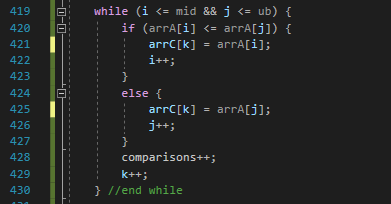 419 while (i <= mid && j <= ub) {
420 if (arrA[i] <= arrA[j]) {
421 arrC[k] = arrA[i];
422 i++;
423 }
424 else {
425 arrC[k] = arrA[j];
426 j++;
427 }
428 comparisons++;
429 k++;
430 } //end while